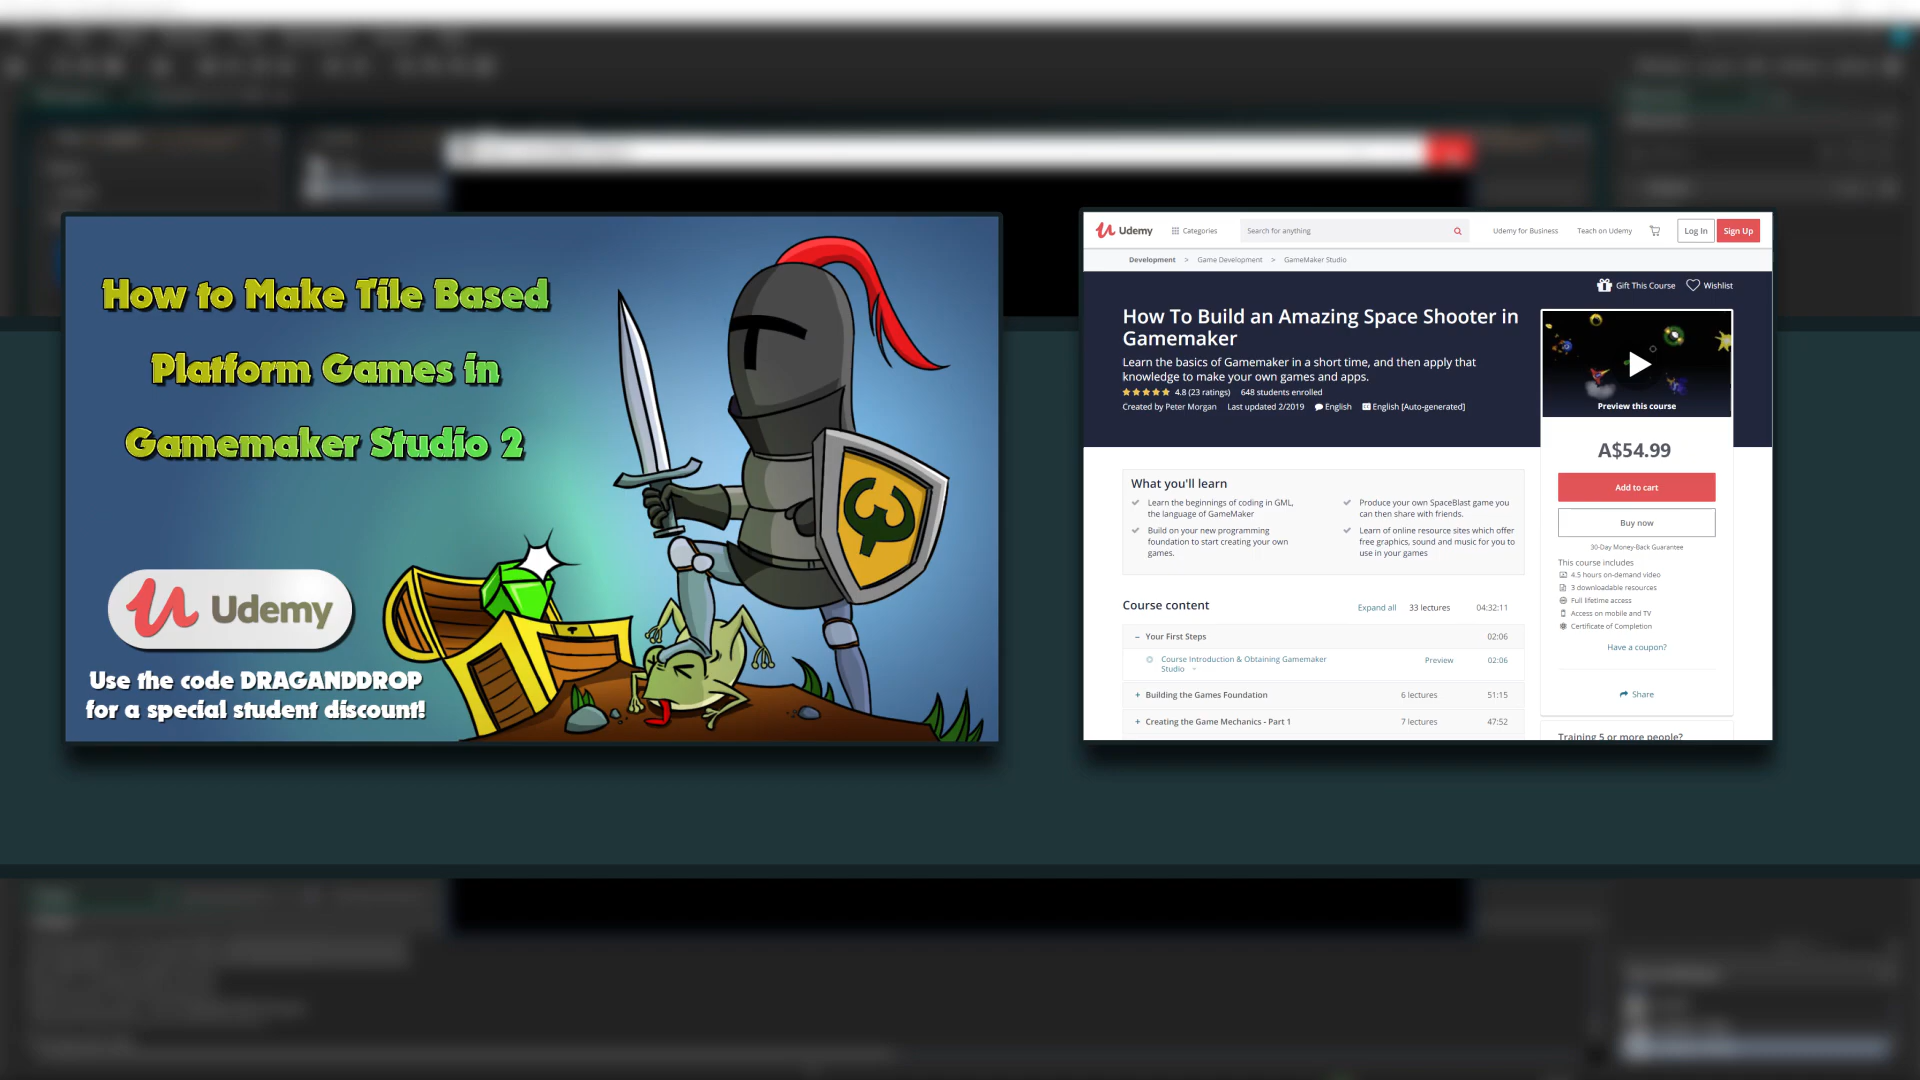 How to Make Tile Based
Platform Games in
Gamemaker Studio 2
Udemy
Use the code DRAGANDDROP
for a special student discount!
Udemy
Categories
Search for anything
Udemy for Business
Teach on Udemy
Log In
Sign Up
Development > Game Development > GameMaker Studio
Gift This Course
Wishlist
How To Build an Amazing Space Shooter in
Gamemaker
Learn the basics of Gamemaker in a short time, and then apply that
knowledge to make your own games and apps.
4.8 (23 ratings) 648 students enrolled
Created by Peter Morgan Last updated 2/2019 English English [Auto-generated]
Preview this course
A$54.99
Add to cart
Buy now
30-Day Money-Back Guarantee
This course includes
4.5 hours on-demand video
3 downloadable resources
Full lifetime access
Access on mobile and TV
Certificate of Completion
Have a coupon?
Share
Training 5 or more people?
What you'll learn
Learn the beginnings of coding in GML,
the language of GameMaker
Build on your new programming
foundation to start creating your own
games.
Produce your own SpaceBlast game you
can then share with friends.
Learn of online resource sites which offer
free graphics, sound and music for you to
use in your games
Course content
Expand all 33 lectures 04:32:11
– Your First Steps 02:06
Course Introduction & Obtaining Gamemaker
Studio
Preview 02:06
+ Building the Games Foundation 6 lectures 51:15
+ Creating the Game Mechanics - Part 1 7 lectures 47:52